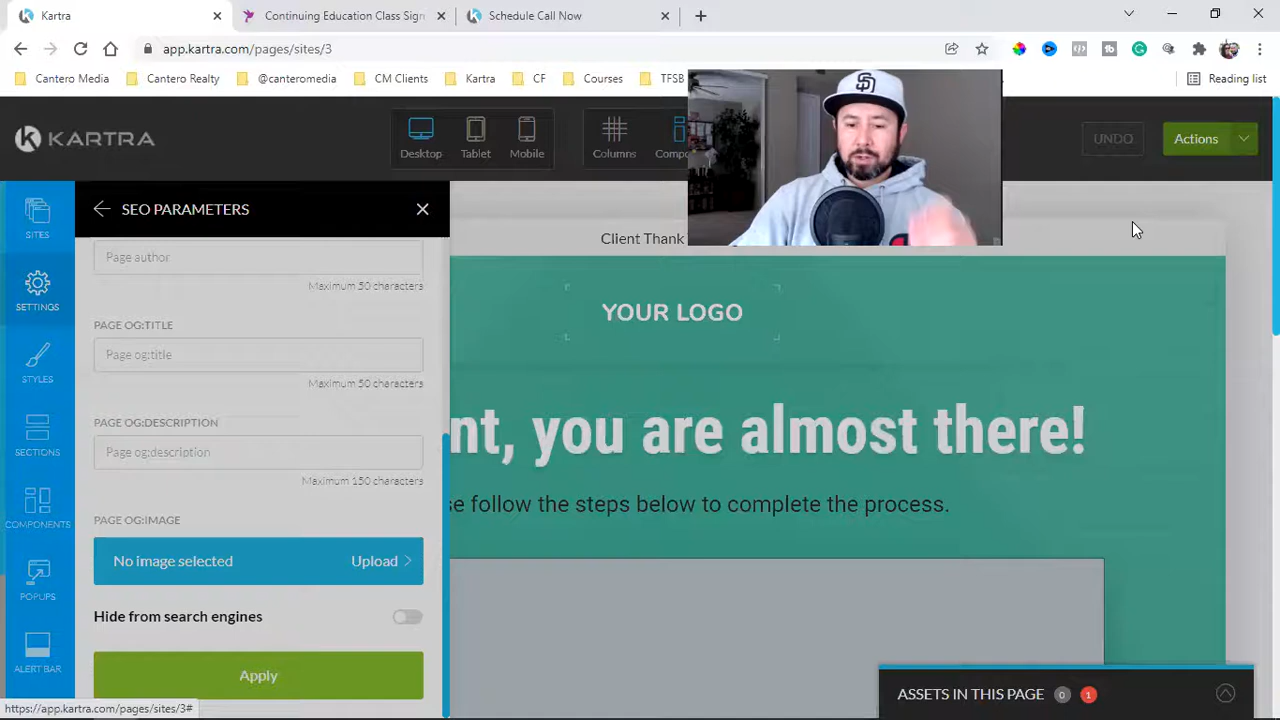 Kartra
Continuing Education Class Sign
Schedule Call Now
app.kartra.com/pages/sites/3
Cantero Media
Cantero Realty
@canteromedia
CM Clients
Kartra
CF
Courses
TFSB
Reading list
KARTRA
Desktop
Tablet
Mobile
Columns
Compo
UNDO
Actions
SITES
SETTINGS
STYLES
SECTIONS
COMPONENTS
POPUPS
ALERT BAR
SEO PARAMETERS
Page author
Maximum 50 characters
PAGE OG:TITLE
Page og:title
Maximum 50 characters
PAGE OG:DESCRIPTION
Page og:description
Maximum 150 characters
PAGE OG:IMAGE
No image selected
Upload
Hide from search engines
Apply
Client Thank
YOUR LOGO
nt, you are almost there!
se follow the steps below to complete the process.
SD
ASSETS IN THIS PAGE 0 1
https://app.kartra.com/pages/sites/3#